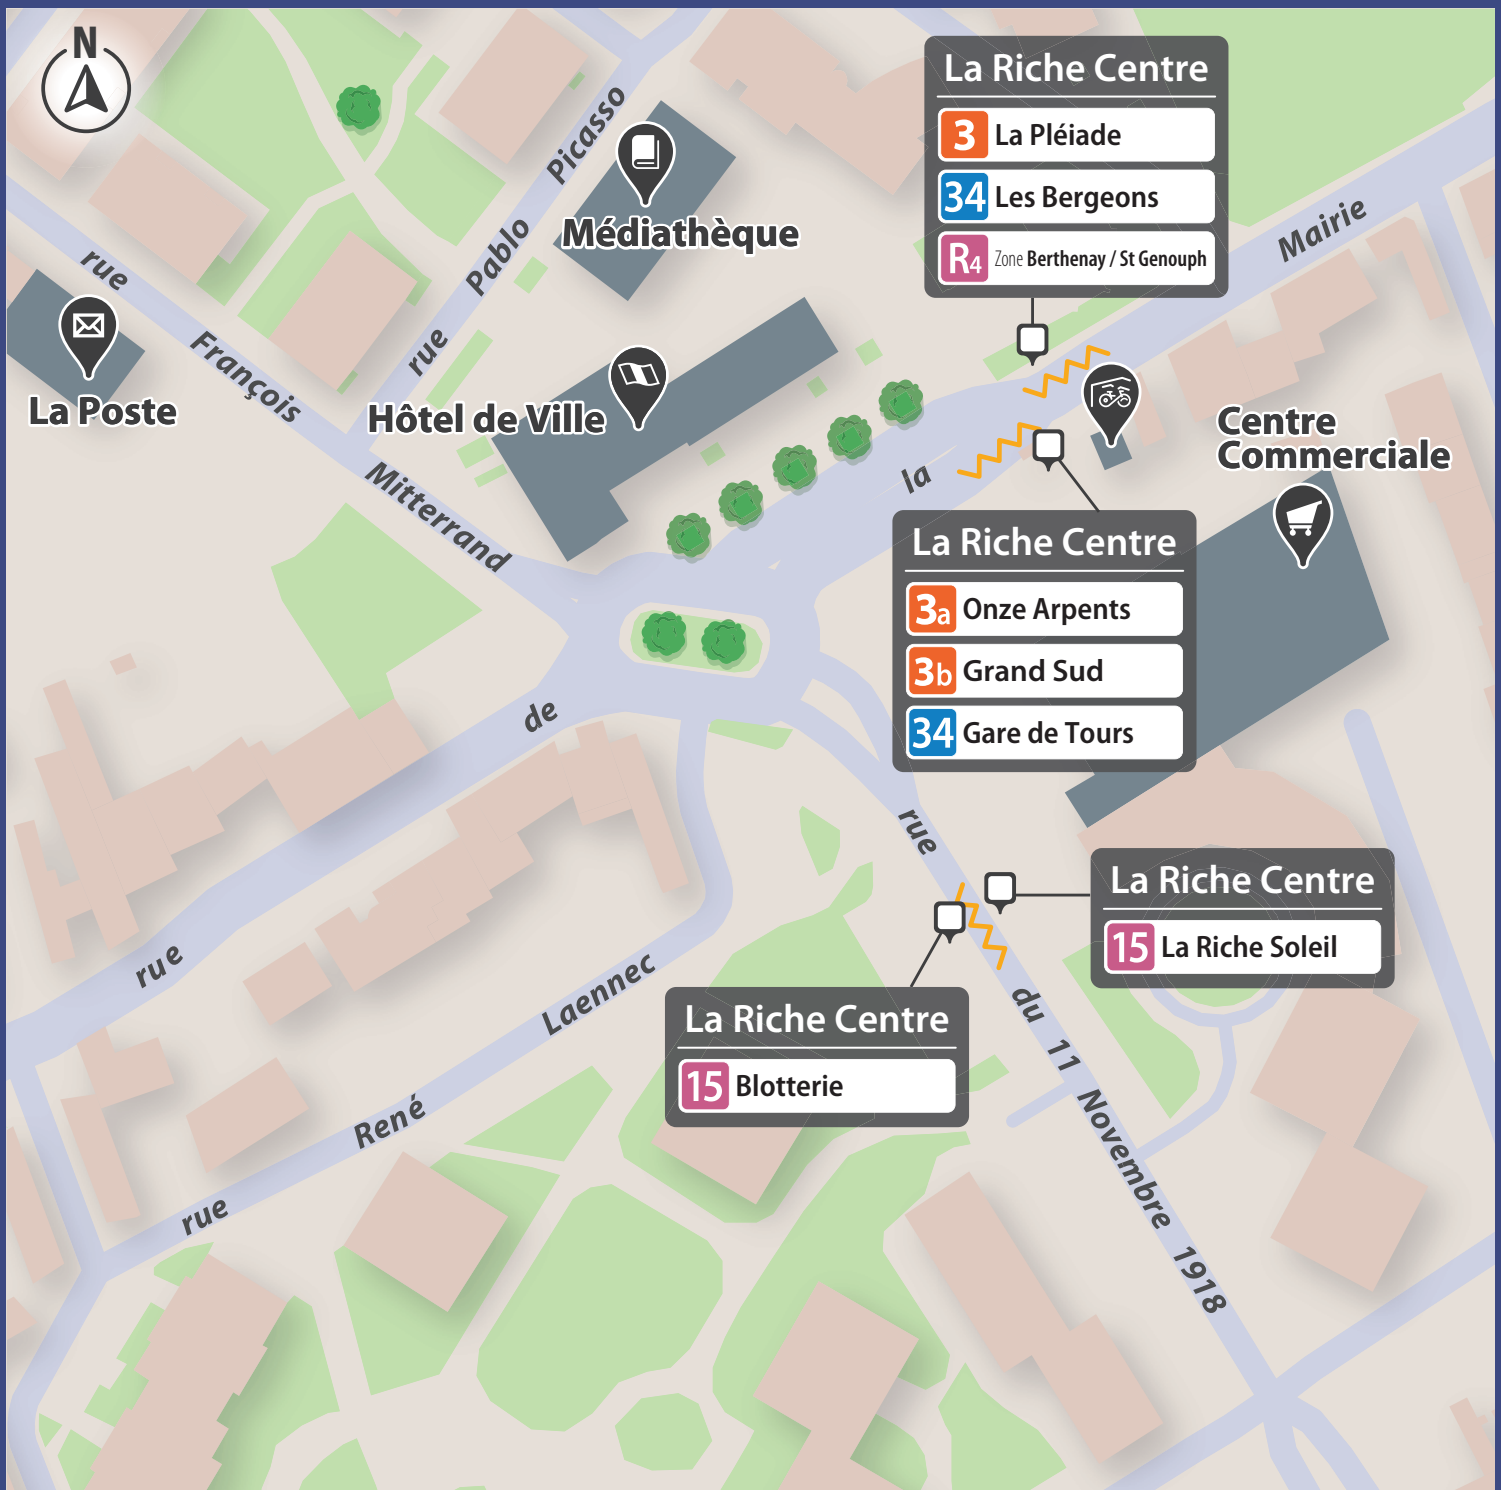 N
La Riche Centre
3 La Pléiade
34 Les Bergeons
R4 Zone Berthenay / St Genouph
rue Pablo Picasso
Médiathèque
rue François Mitterrand
La Poste
Hôtel de Ville
rue de la Mairie
Centre
Commerciale
La Riche Centre
3a Onze Arpents
3b Grand Sud
34 Gare de Tours
rue du 11 Novembre 1918
La Riche Centre
15 La Riche Soleil
La Riche Centre
15 Blotterie
rue René Laennec